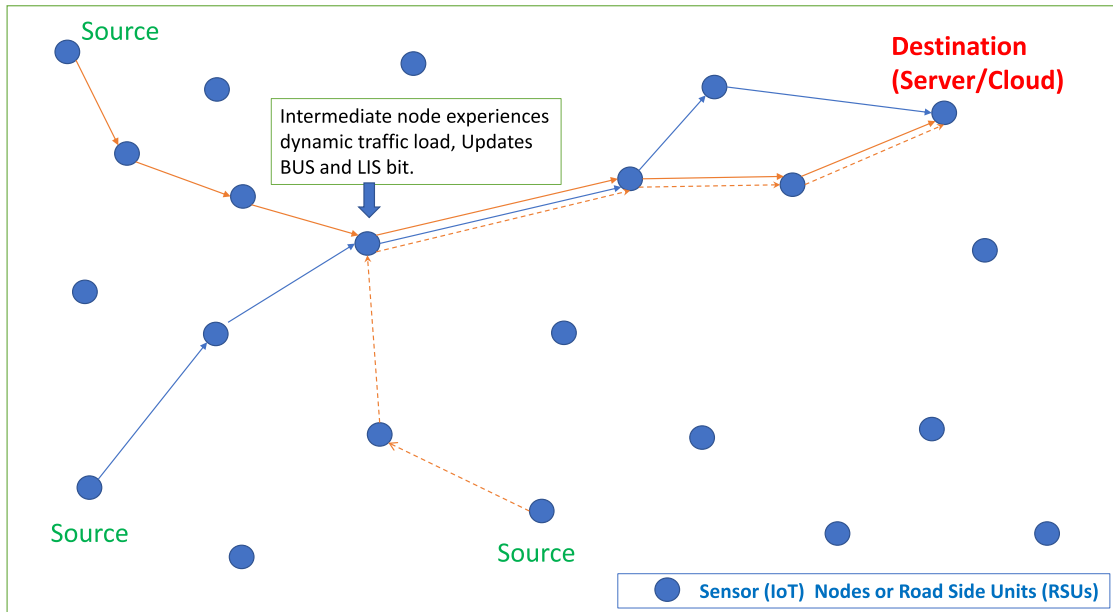 Source
Destination
(Server/Cloud)
Intermediate node experiences
dynamic traffic load, Updates
BUS and LIS bit.
Source
Source
Sensor (IoT) Nodes or Road Side Units (RSUs)